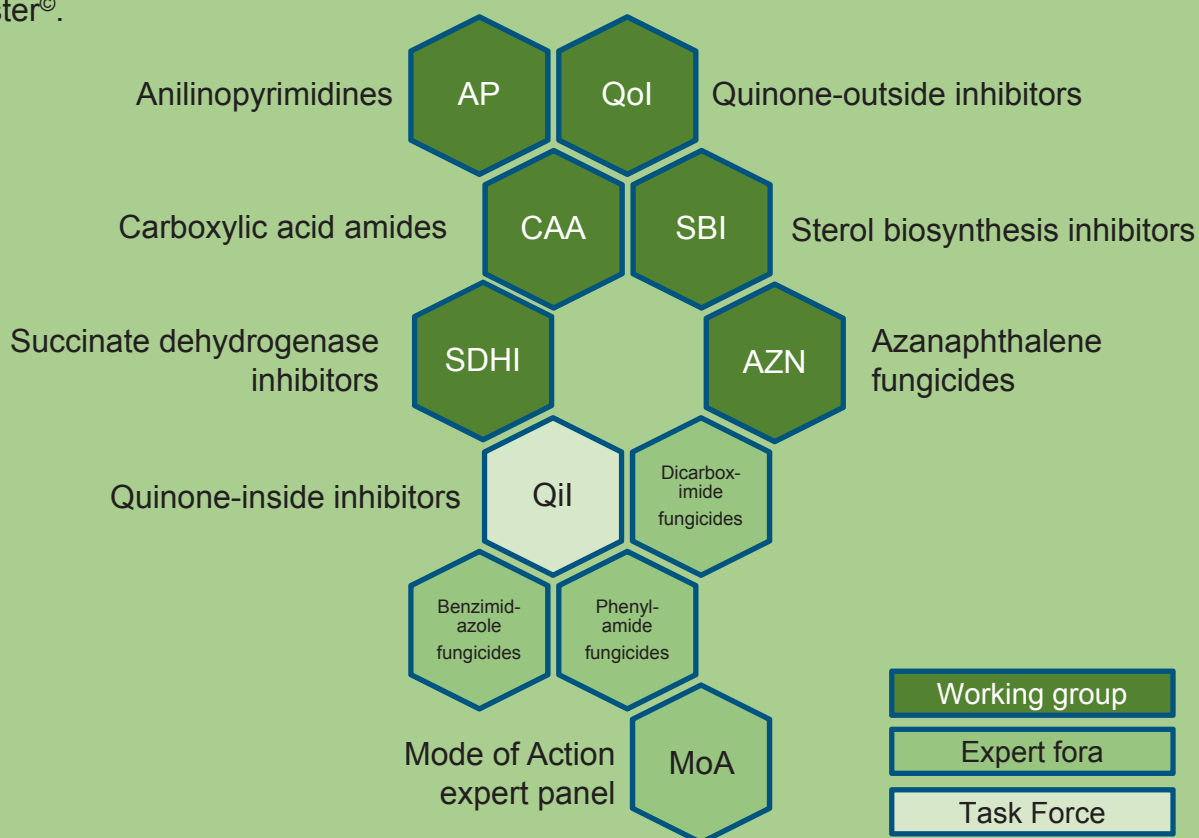 ster©.
Anilinopyrimidines
AP
QoI
Quinone-outside inhibitors
Carboxylic acid amides
CAA
SBI
Sterol biosynthesis inhibitors
Succinate dehydrogenase
inhibitors
SDHI
AZN
Azanaphthalene
fungicides
Quinone-inside inhibitors
QiI
Dicarbox-
imide
fungicides
Benzimid-
azole
fungicides
Phenyl-
amide
fungicides
Mode of Action
expert panel
MoA
Working group
Expert fora
Task Force